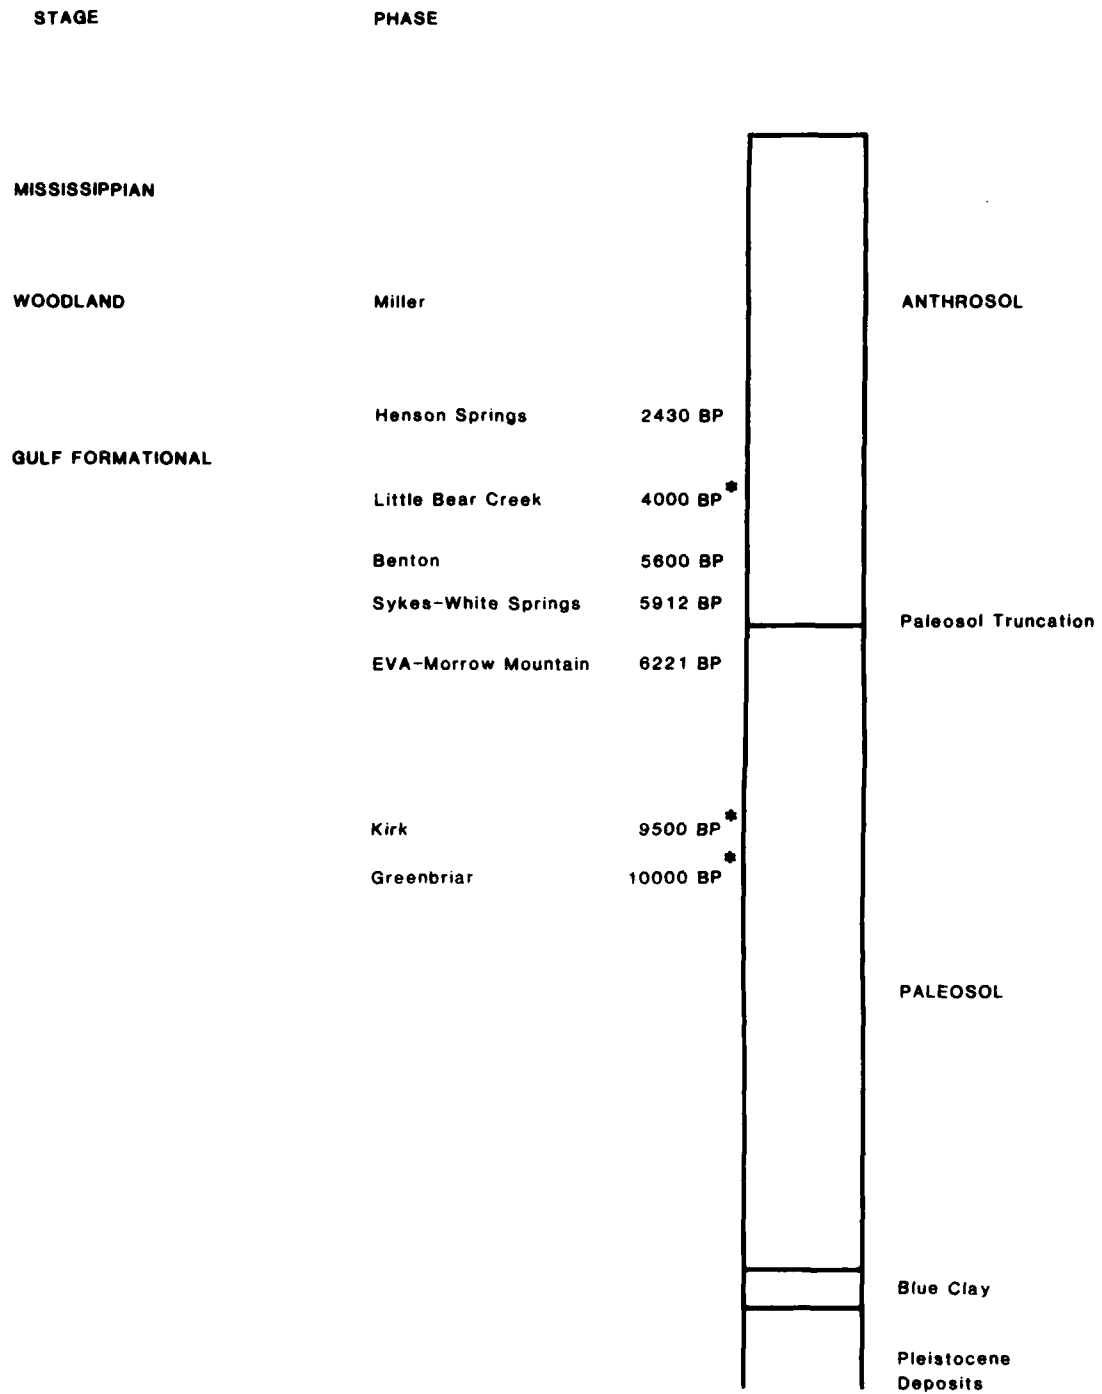 STAGE PHASE
MISSISSIPPIAN
WOODLAND Miller ANTHROSOL
Henson Springs 2430 BP
GULF FORMATIONAL
Little Bear Creek 4000 BP*
Benton 5600 BP
Sykes-White Springs 5912 BP
Paleosol Truncation
EVA-Morrow Mountain 6221 BP
Kirk 9500 BP*
Greenbriar 10000 BP*
PALEOSOL
Blue Clay
Pleistocene
Deposits